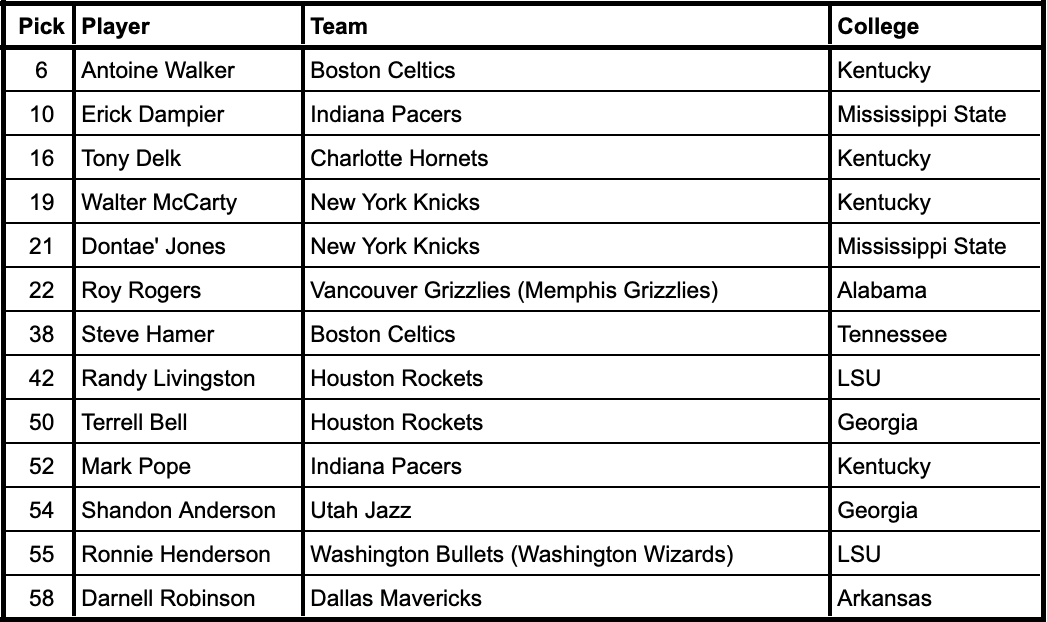 Pick Player Team College
6 Antoine Walker Boston Celtics Kentucky
10 Erick Dampier Indiana Pacers Mississippi State
16 Tony Delk Charlotte Hornets Kentucky
19 Walter McCarty New York Knicks Kentucky
21 Dontae' Jones New York Knicks Mississippi State
22 Roy Rogers Vancouver Grizzlies (Memphis Grizzlies) Alabama
38 Steve Hamer Boston Celtics Tennessee
42 Randy Livingston Houston Rockets LSU
50 Terrell Bell Houston Rockets Georgia
52 Mark Pope Indiana Pacers Kentucky
54 Shandon Anderson Utah Jazz Georgia
55 Ronnie Henderson Washington Bullets (Washington Wizards) LSU
58 Darnell Robinson Dallas Mavericks Arkansas